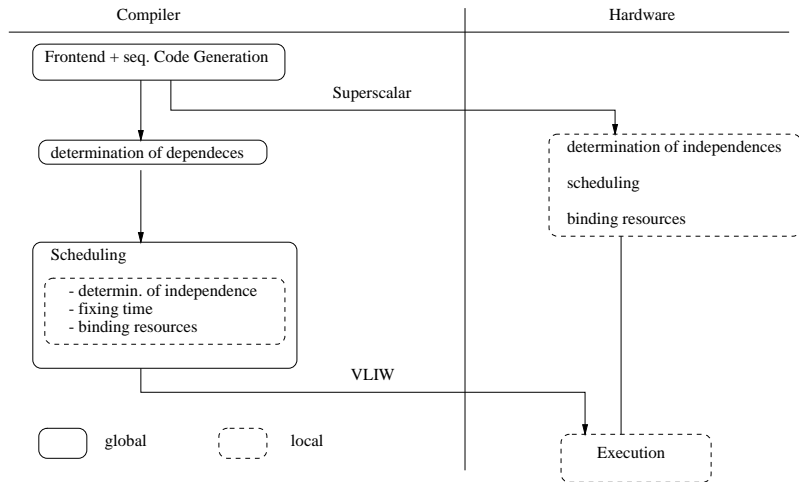 Compiler
Hardware
Frontend + seq. Code Generation
Superscalar
determination of dependeces
determination of independences
scheduling
binding resources
Scheduling
- determin. of independence
- fixing time
- binding resources
VLIW
global
local
Execution